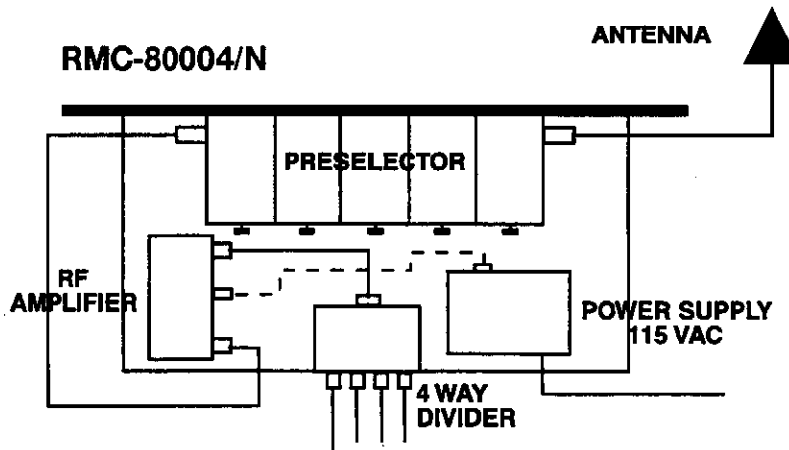 RMC-80004/N
ANTENNA
PRESELECTOR
RF
AMPLIFIER
POWER SUPPLY
115 VAC
4 WAY
DIVIDER